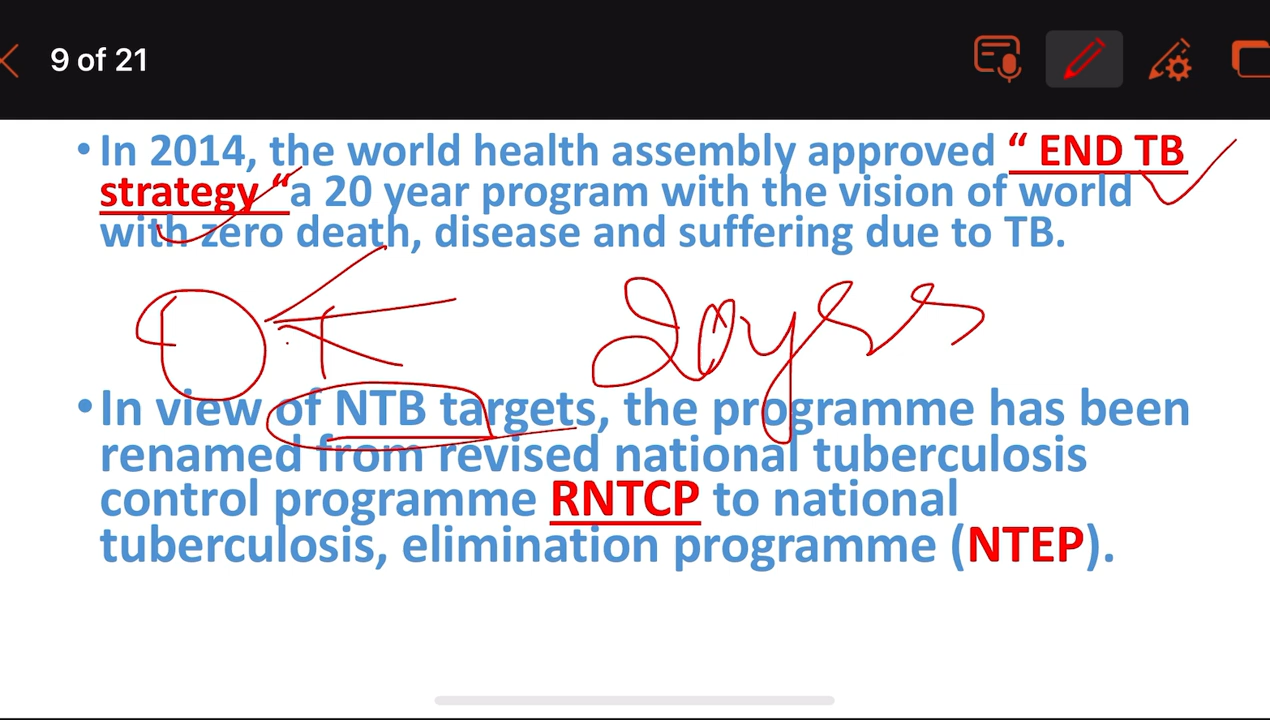 9 of 21
• In 2014, the world health assembly approved “ END TB
strategy “a 20 year program with the vision of world
with zero death, disease and suffering due to TB.
20yrs
• In view of NTB targets, the programme has been
renamed from revised national tuberculosis
control programme RNTCP to national
tuberculosis, elimination programme (NTEP).